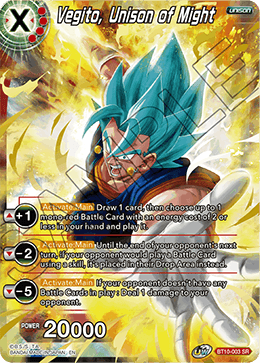 X
Vegito, Unison of Might
UNISON
+1
Activate:Main Draw 1 card, then choose up to 1
mono-red Battle Card with an energy cost of 2 or
less in your hand and play it.
-2
Activate:Main Until the end of your opponent's next
turn, if your opponent would play a Battle Card
using a skill, it's placed in their Drop Area instead.
-5
Activate:Main If your opponent doesn't have any
Battle Cards in play: Deal 1 damage to your
opponent.
POWER 20000
BT10-003 SR